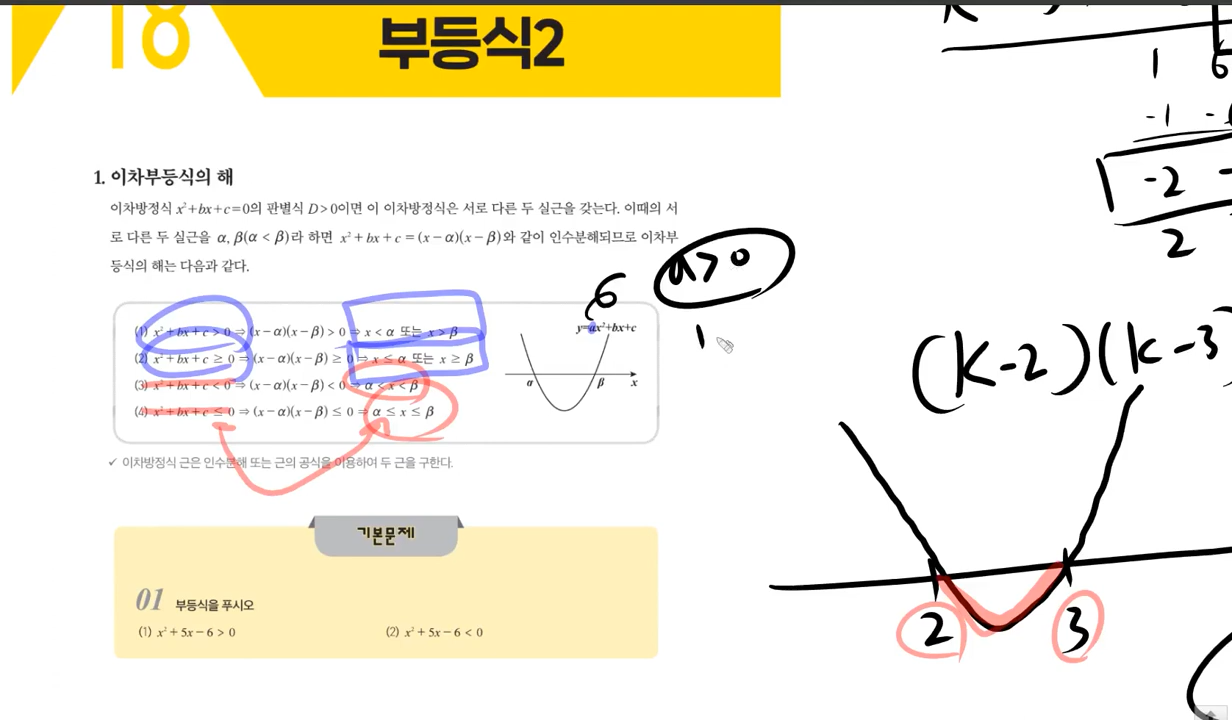 18
부등식2
1. 이차부등식의 해
이차방정식 x²+bx+c=0의 판별식 D>0이면 이 이차방정식은 서로 다른 두 실근을 갖는다. 이때의 서
로 다른 두 실근을 α, β(α<β)라 하면 x²+bx+c=(x-α)(x-β)와 같이 인수분해되므로 이차부
등식의 해는 다음과 같다.
(1) x²+bx+c>0 ⇒ (x-α)(x-β)>0 ⇒ x<α 또는 x>β
(2) x²+bx+c≥0 ⇒ (x-α)(x-β)≥0 ⇒ x≤α 또는 x≥β
(3) x²+bx+c<0 ⇒ (x-α)(x-β)<0 ⇒ α<x<β
(4) x²+bx+c≤0 ⇒ (x-α)(x-β)≤0 ⇒ α≤x≤β
y=ax²+bx+c
α β x
✓ 이차방정식 근은 인수분해 또는 근의 공식을 이용하여 두 근을 구한다.
기본문제
01 부등식을 푸시오
(1) x²+5x-6>0 (2) x²+5x-6<0
a>0
6
1
1 6
-1
-2
2
(k-2)(k-3)
2 3